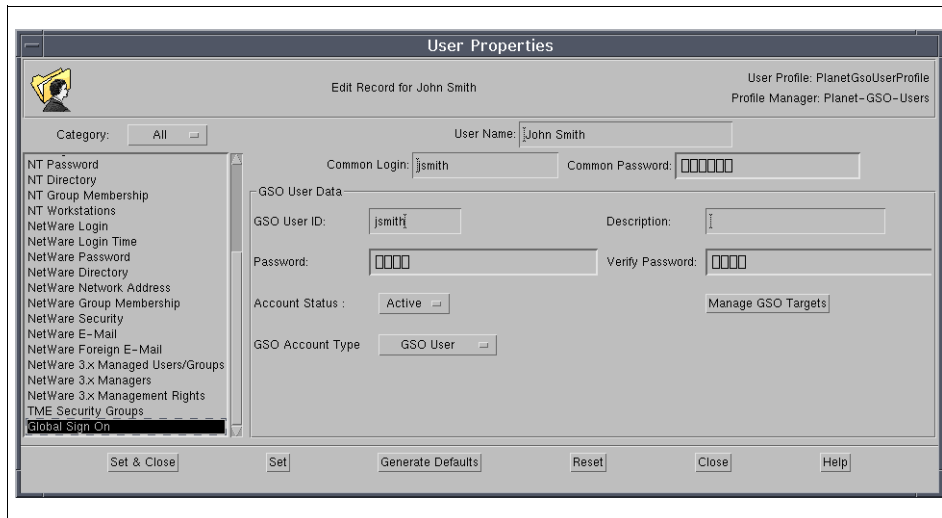 User Properties
Edit Record for John Smith
User Profile: PlanetGsoUserProfile
Profile Manager: Planet-GSO-Users
Category: All
User Name: John Smith
Common Login: jsmith
Common Password:
NT Password
NT Directory
NT Group Membership
NT Workstations
NetWare Login
NetWare Login Time
NetWare Password
NetWare Directory
NetWare Network Address
NetWare Group Membership
NetWare Security
NetWare E-Mail
NetWare Foreign E-Mail
NetWare 3.x Managed Users/Groups
NetWare 3.x Managers
NetWare 3.x Management Rights
TME Security Groups
Global Sign On
GSO User Data
GSO User ID: jsmith
Description:
Password:
Verify Password:
Account Status : Active
Manage GSO Targets
GSO Account Type GSO User
Set & Close
Set
Generate Defaults
Reset
Close
Help